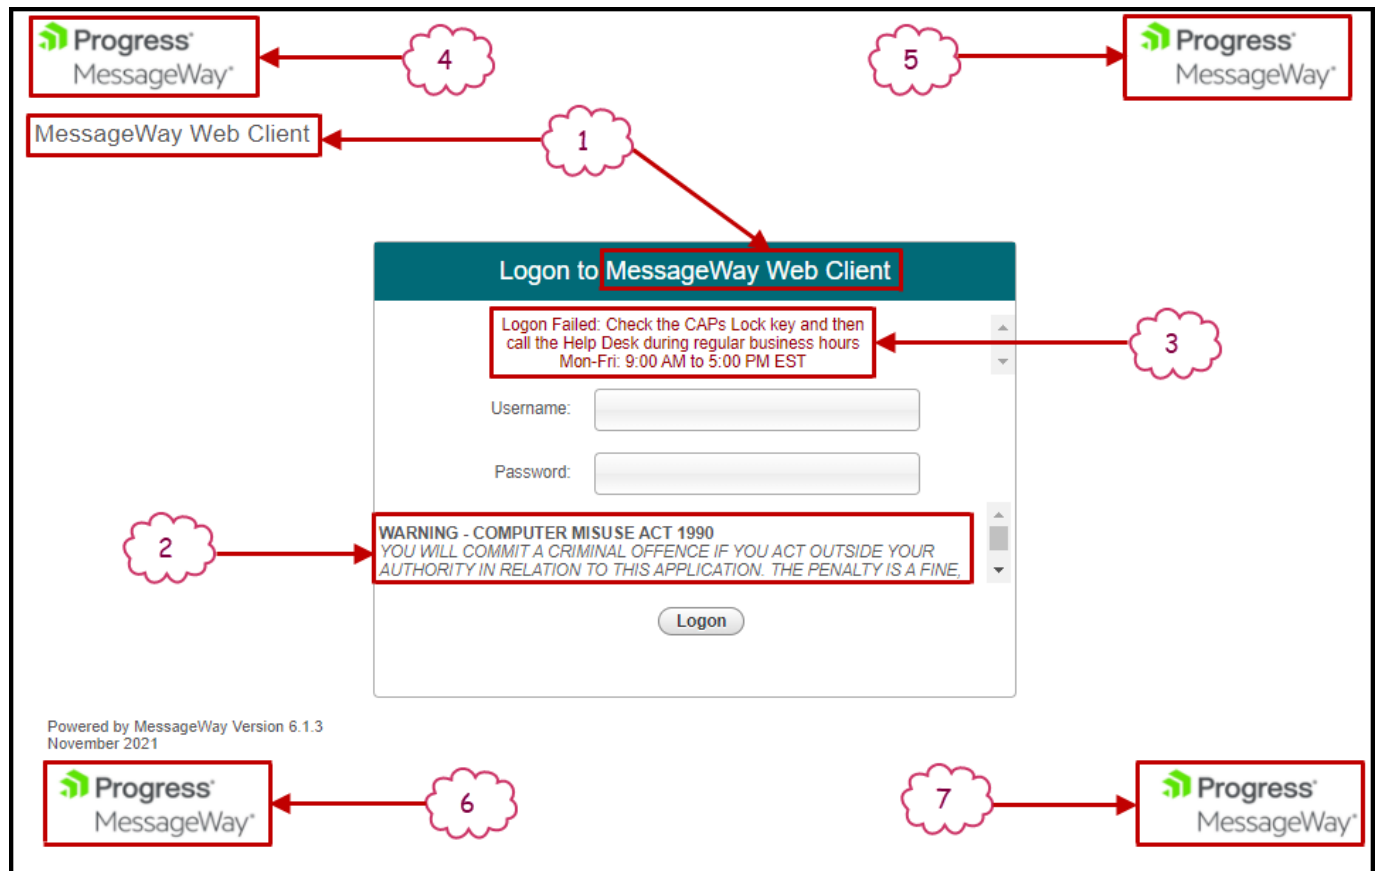 Progress
MessageWay
4
5
Progress
MessageWay
MessageWay Web Client
1
Logon to MessageWay Web Client
Logon Failed: Check the CAPs Lock key and then
call the Help Desk during regular business hours
Mon-Fri: 9:00 AM to 5:00 PM EST
3
Username:
Password:
2
WARNING - COMPUTER MISUSE ACT 1990
YOU WILL COMMIT A CRIMINAL OFFENCE IF YOU ACT OUTSIDE YOUR
AUTHORITY IN RELATION TO THIS APPLICATION. THE PENALTY IS A FINE,
Logon
Powered by MessageWay Version 6.1.3
November 2021
Progress
MessageWay
6
7
Progress
MessageWay